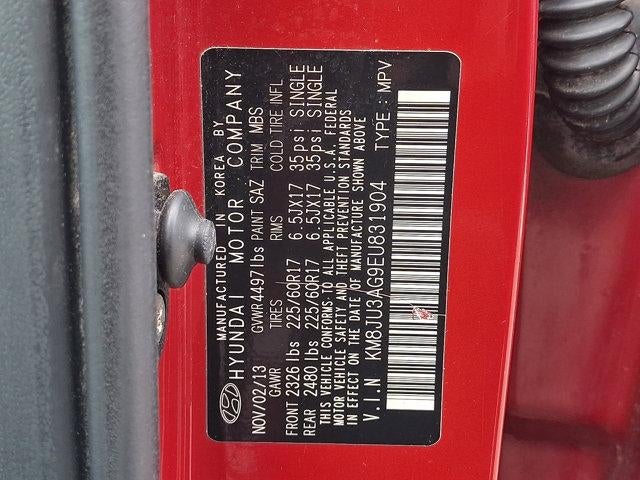 MANUFACTURED IN KOREA BY
HYUNDAI MOTOR COMPANY
NOV/02/13 GVWR 4497lbs PAINT SAZ TRIM MBS
GAWR TIRES RIMS COLD TIRE INFL.
FRONT 2326 lbs 225/60R17 6.5JX17 35psi SINGLE
REAR 2480 lbs 225/60R17 6.5JX17 35psi SINGLE
THIS VEHICLE CONFORMS TO ALL APPLICABLE U.S.A. FEDERAL
MOTOR VEHICLE SAFETY AND THEFT PREVENTION STANDARDS
IN EFFECT ON THE DATE OF MANUFACTURE SHOWN ABOVE
V.I.N KM8JU3AG9EU831904 TYPE : MPV